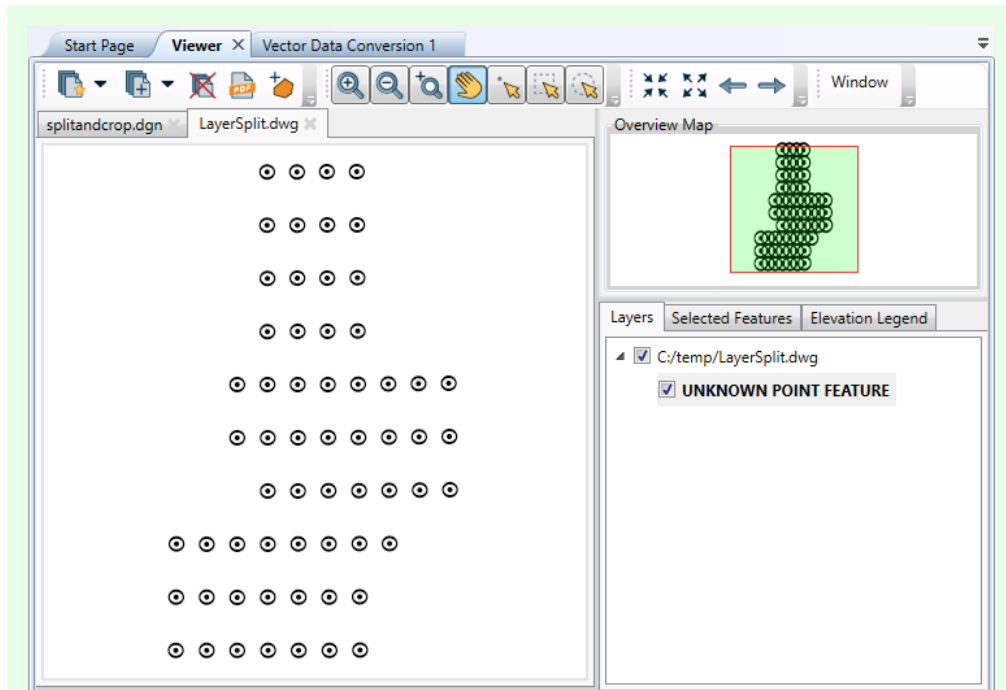 Start Page Viewer Vector Data Conversion 1
PDF
Window
splitandcrop.dgn LayerSplit.dwg
Overview Map
Layers Selected Features Elevation Legend
C:/temp/LayerSplit.dwg
UNKNOWN POINT FEATURE